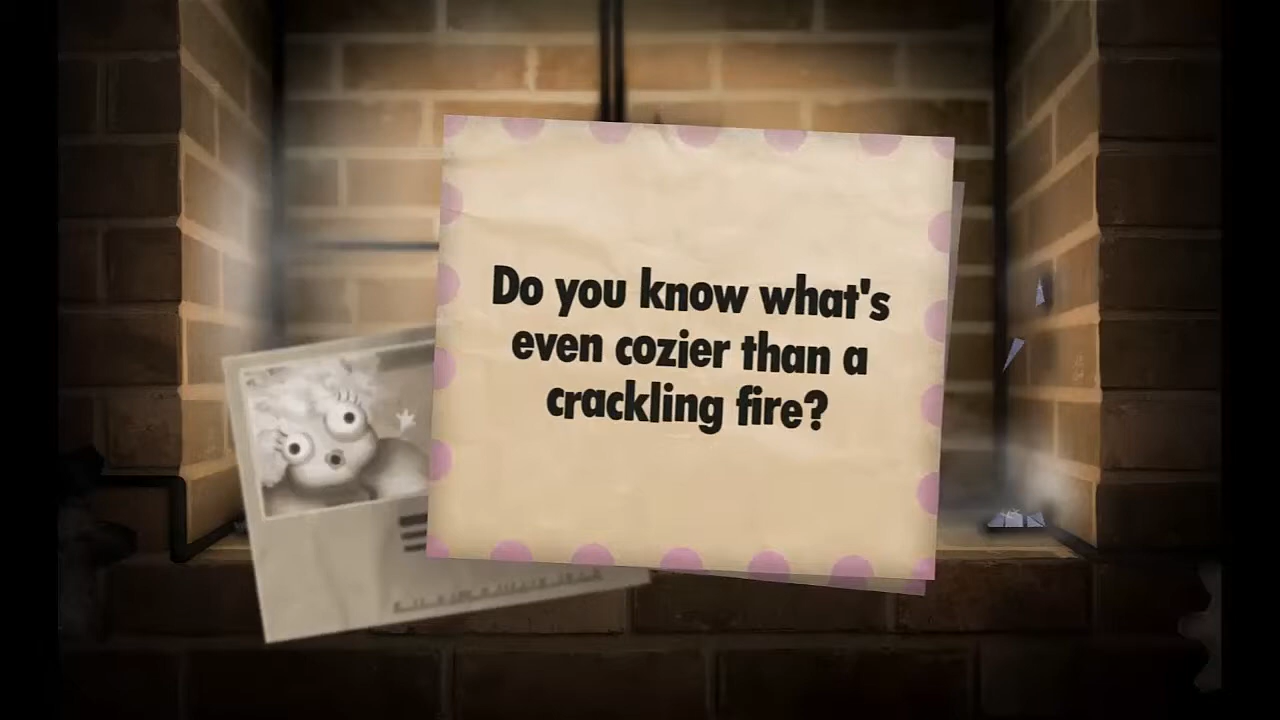 Do you know what's
even cozier than a
crackling fire?